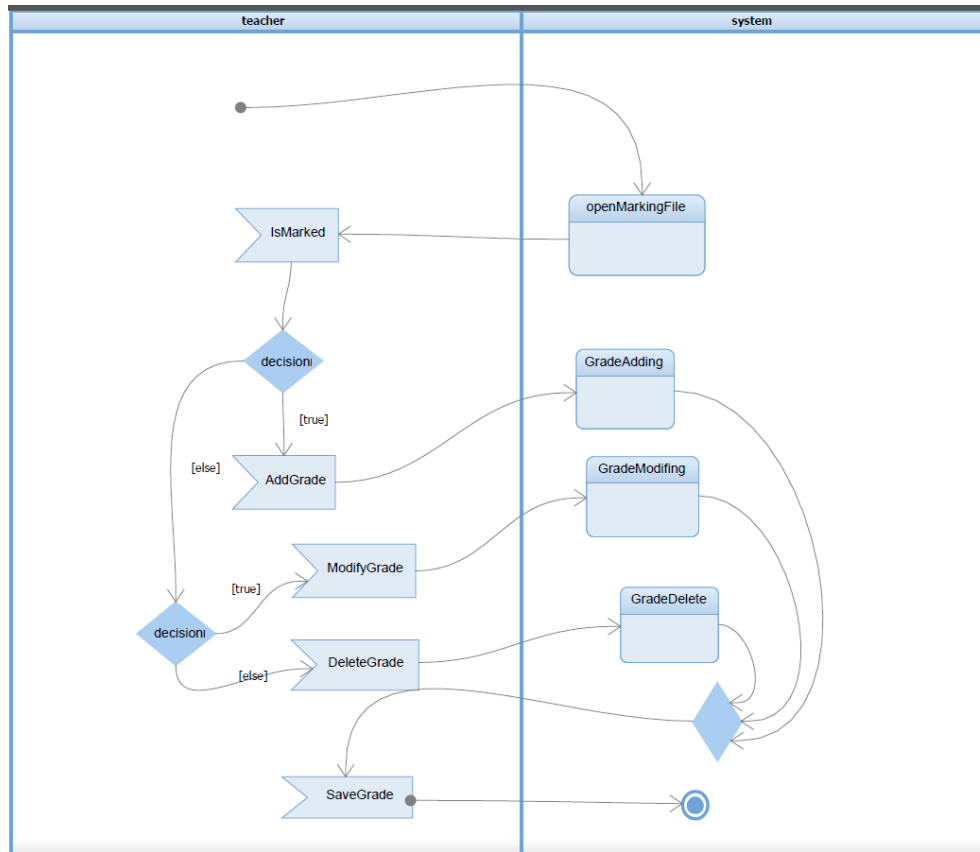 teacher
system
openMarkingFile
IsMarked
decision
[true]
GradeAdding
[else]
AddGrade
GradeModifing
ModifyGrade
[true]
GradeDelete
decision
DeleteGrade
[else]
SaveGrade